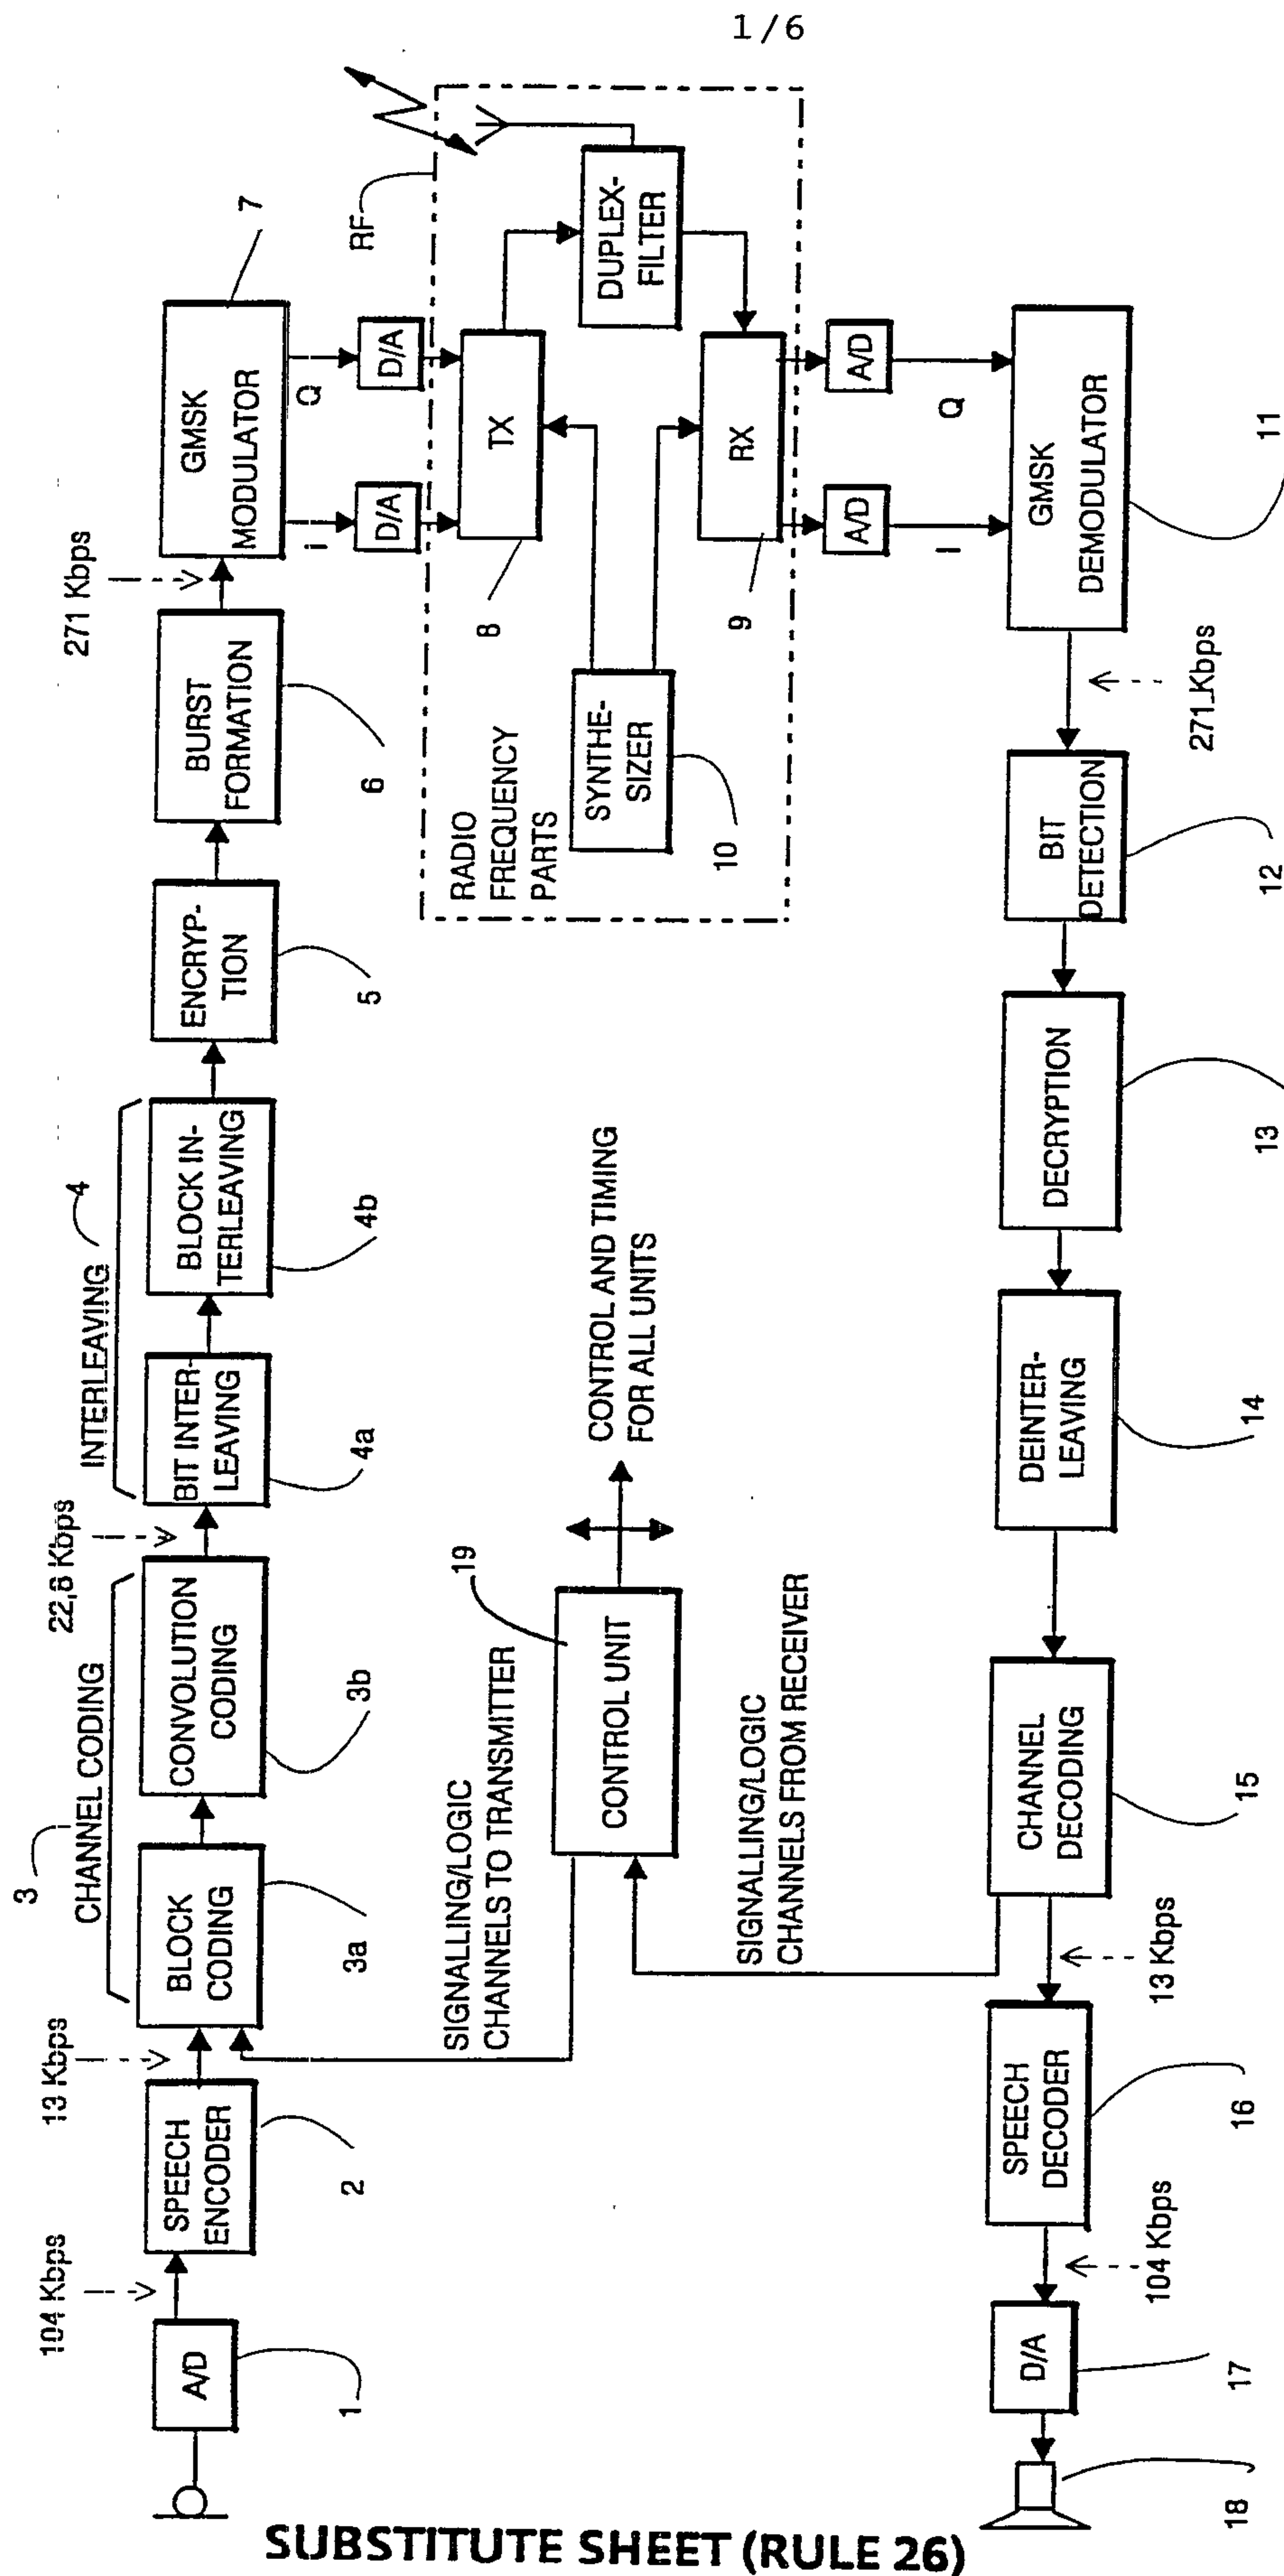 1/6
104 Kbps
13 Kbps
3
CHANNEL CODING
22,8 Kbps
INTERLEAVING
4
271 Kbps
7
A/D
SPEECH
ENCODER
BLOCK
CODING
CONVOLUTION
CODING
BIT INTER-
LEAVING
BLOCK IN-
TERLEAVING
ENCRYP-
TION
BURST
FORMATION
GMSK
MODULATOR
1
2
3a
3b
4a
4b
5
6
I
Q
D/A
D/A
RF
SIGNALLING/LOGIC
CHANNELS TO TRANSMITTER
19
CONTROL UNIT
CONTROL AND TIMING
FOR ALL UNITS
SIGNALLING/LOGIC
CHANNELS FROM RECEIVER
RADIO
FREQUENCY
PARTS
8
TX
DUPLEX-
FILTER
SYNTHE-
SIZER
10
9
RX
A/D
A/D
I
Q
D/A
SPEECH
DECODER
CHANNEL
DECODING
DEINTER-
LEAVING
DECRYPTION
BIT
DETECTION
GMSK
DEMODULATOR
104 Kbps
13 Kbps
271 Kbps
18
17
16
15
14
13
12
11
SUBSTITUTE SHEET (RULE 26)